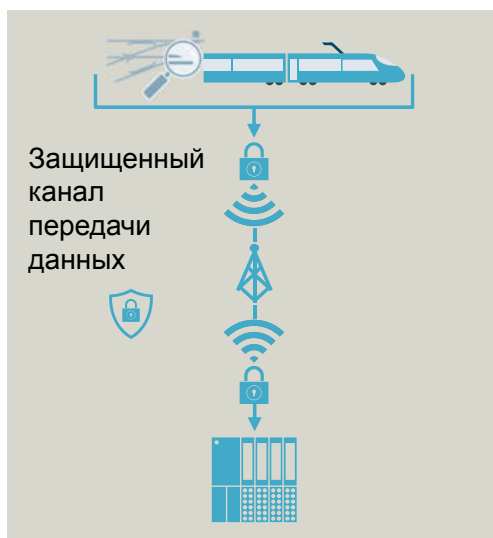 Защищенный
канал
передачи
данных